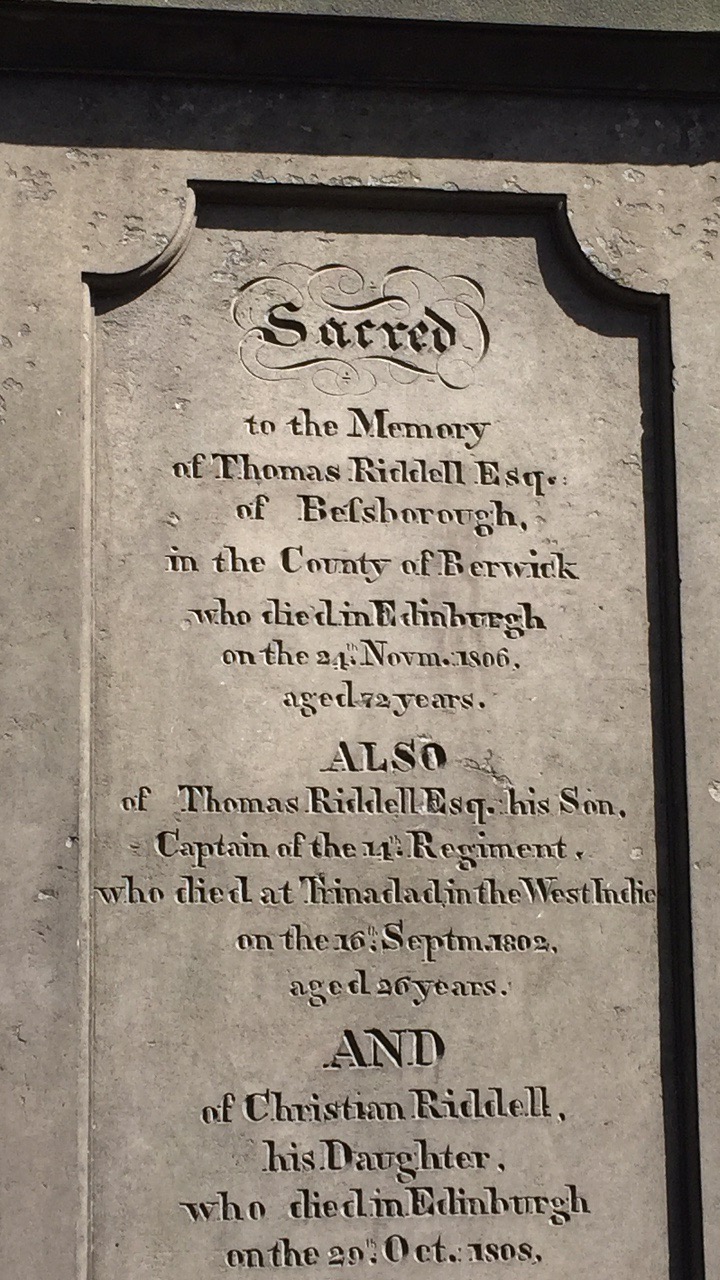 Sacred
to the Memory
of Thomas Riddell Esq.:
of Beſsborough,
in the County of Berwick
who died in Edinburgh
on the 24th. Novm. 1806,
aged 72 years.
ALSO
of Thomas Riddell Esq. his Son,
Captain of the 14th. Regiment,
who died at Trinadad, in the West Indie
on the 16th. Septm. 1802,
aged 26 years.
AND
of Christian Riddell,
his Daughter,
who died in Edinburgh
on the 29th. Oct. 1808,